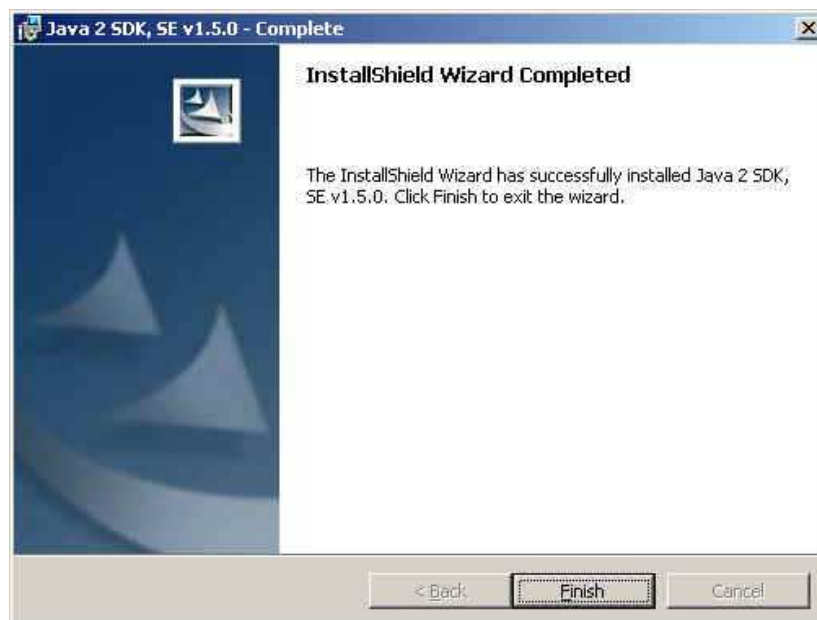 Java 2 SDK, SE v1.5.0 - Complete
InstallShield Wizard Completed
The InstallShield Wizard has successfully installed Java 2 SDK,
SE v1.5.0. Click Finish to exit the wizard.
< Back Finish Cancel